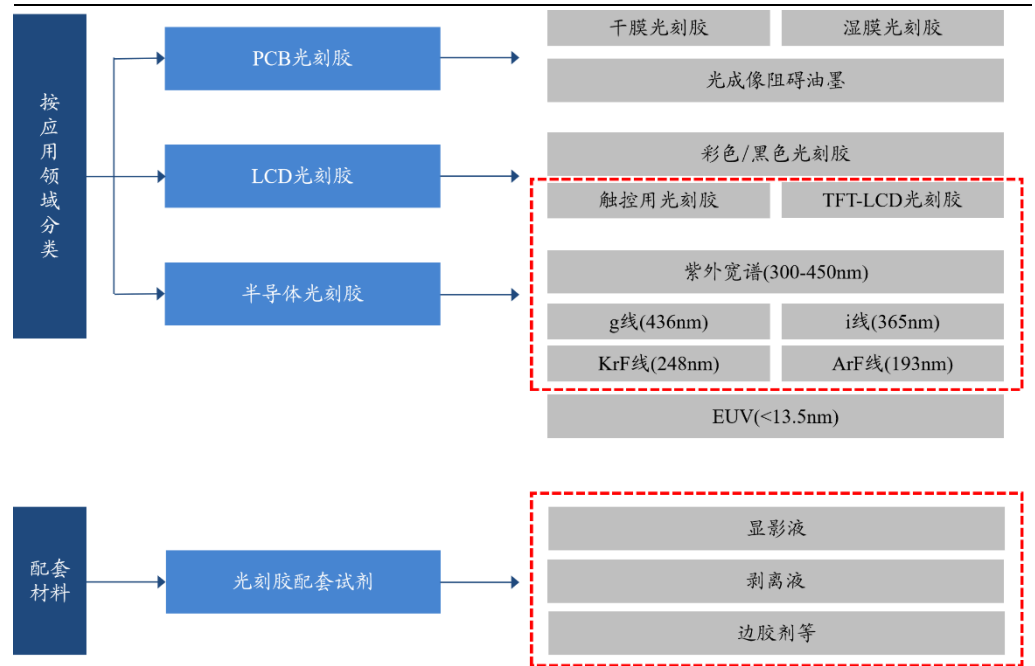 按应用领域分类
PCB光刻胶
干膜光刻胶
湿膜光刻胶
光成像阻碍油墨
LCD光刻胶
彩色/黑色光刻胶
触控用光刻胶
TFT-LCD光刻胶
半导体光刻胶
紫外宽谱(300-450nm)
g线(436nm)
i线(365nm)
KrF线(248nm)
ArF线(193nm)
EUV(<13.5nm)
配套
材料
光刻胶配套试剂
显影液
剥离液
边胶剂等